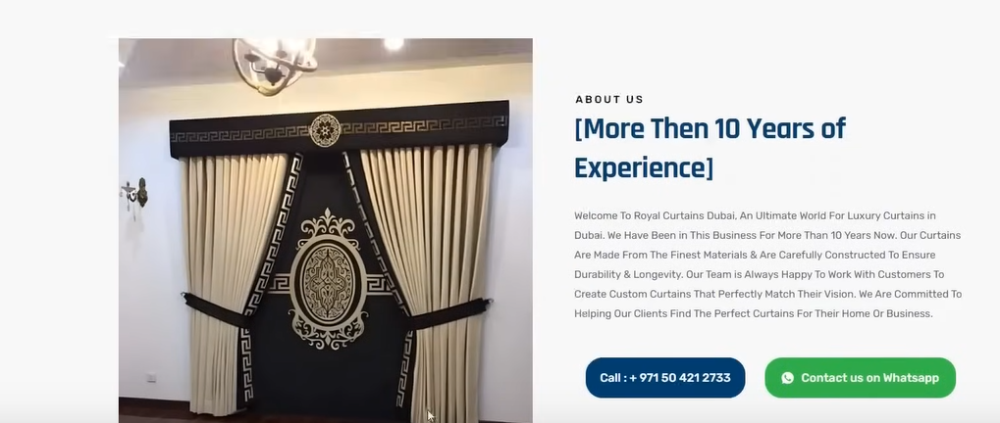 ABOUT US
[More Then 10 Years of
Experience]
Welcome To Royal Curtains Dubai, An Ultimate World For Luxury Curtains in
Dubai. We Have Been in This Business For More Than 10 Years Now. Our Curtains
Are Made From The Finest Materials & Are Carefully Constructed To Ensure
Durability & Longevity. Our Team is Always Happy To Work With Customers To
Create Custom Curtains That Perfectly Match Their Vision. We Are Committed To
Helping Our Clients Find The Perfect Curtains For Their Home Or Business.
Call : + 971 50 421 2733
Contact us on Whatsapp